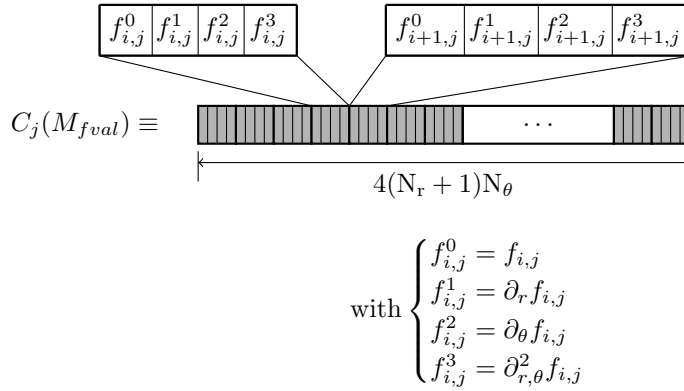 f^0_{i,j} f^1_{i,j} f^2_{i,j} f^3_{i,j} f^0_{i+1,j} f^1_{i+1,j} f^2_{i+1,j} f^3_{i+1,j}
C_j(M_{fval}) ≡ ⋯
4(N_r + 1)N_θ
with { f^0_{i,j} = f_{i,j}
f^1_{i,j} = ∂_r f_{i,j}
f^2_{i,j} = ∂_θ f_{i,j}
f^3_{i,j} = ∂^2_{r,θ} f_{i,j}